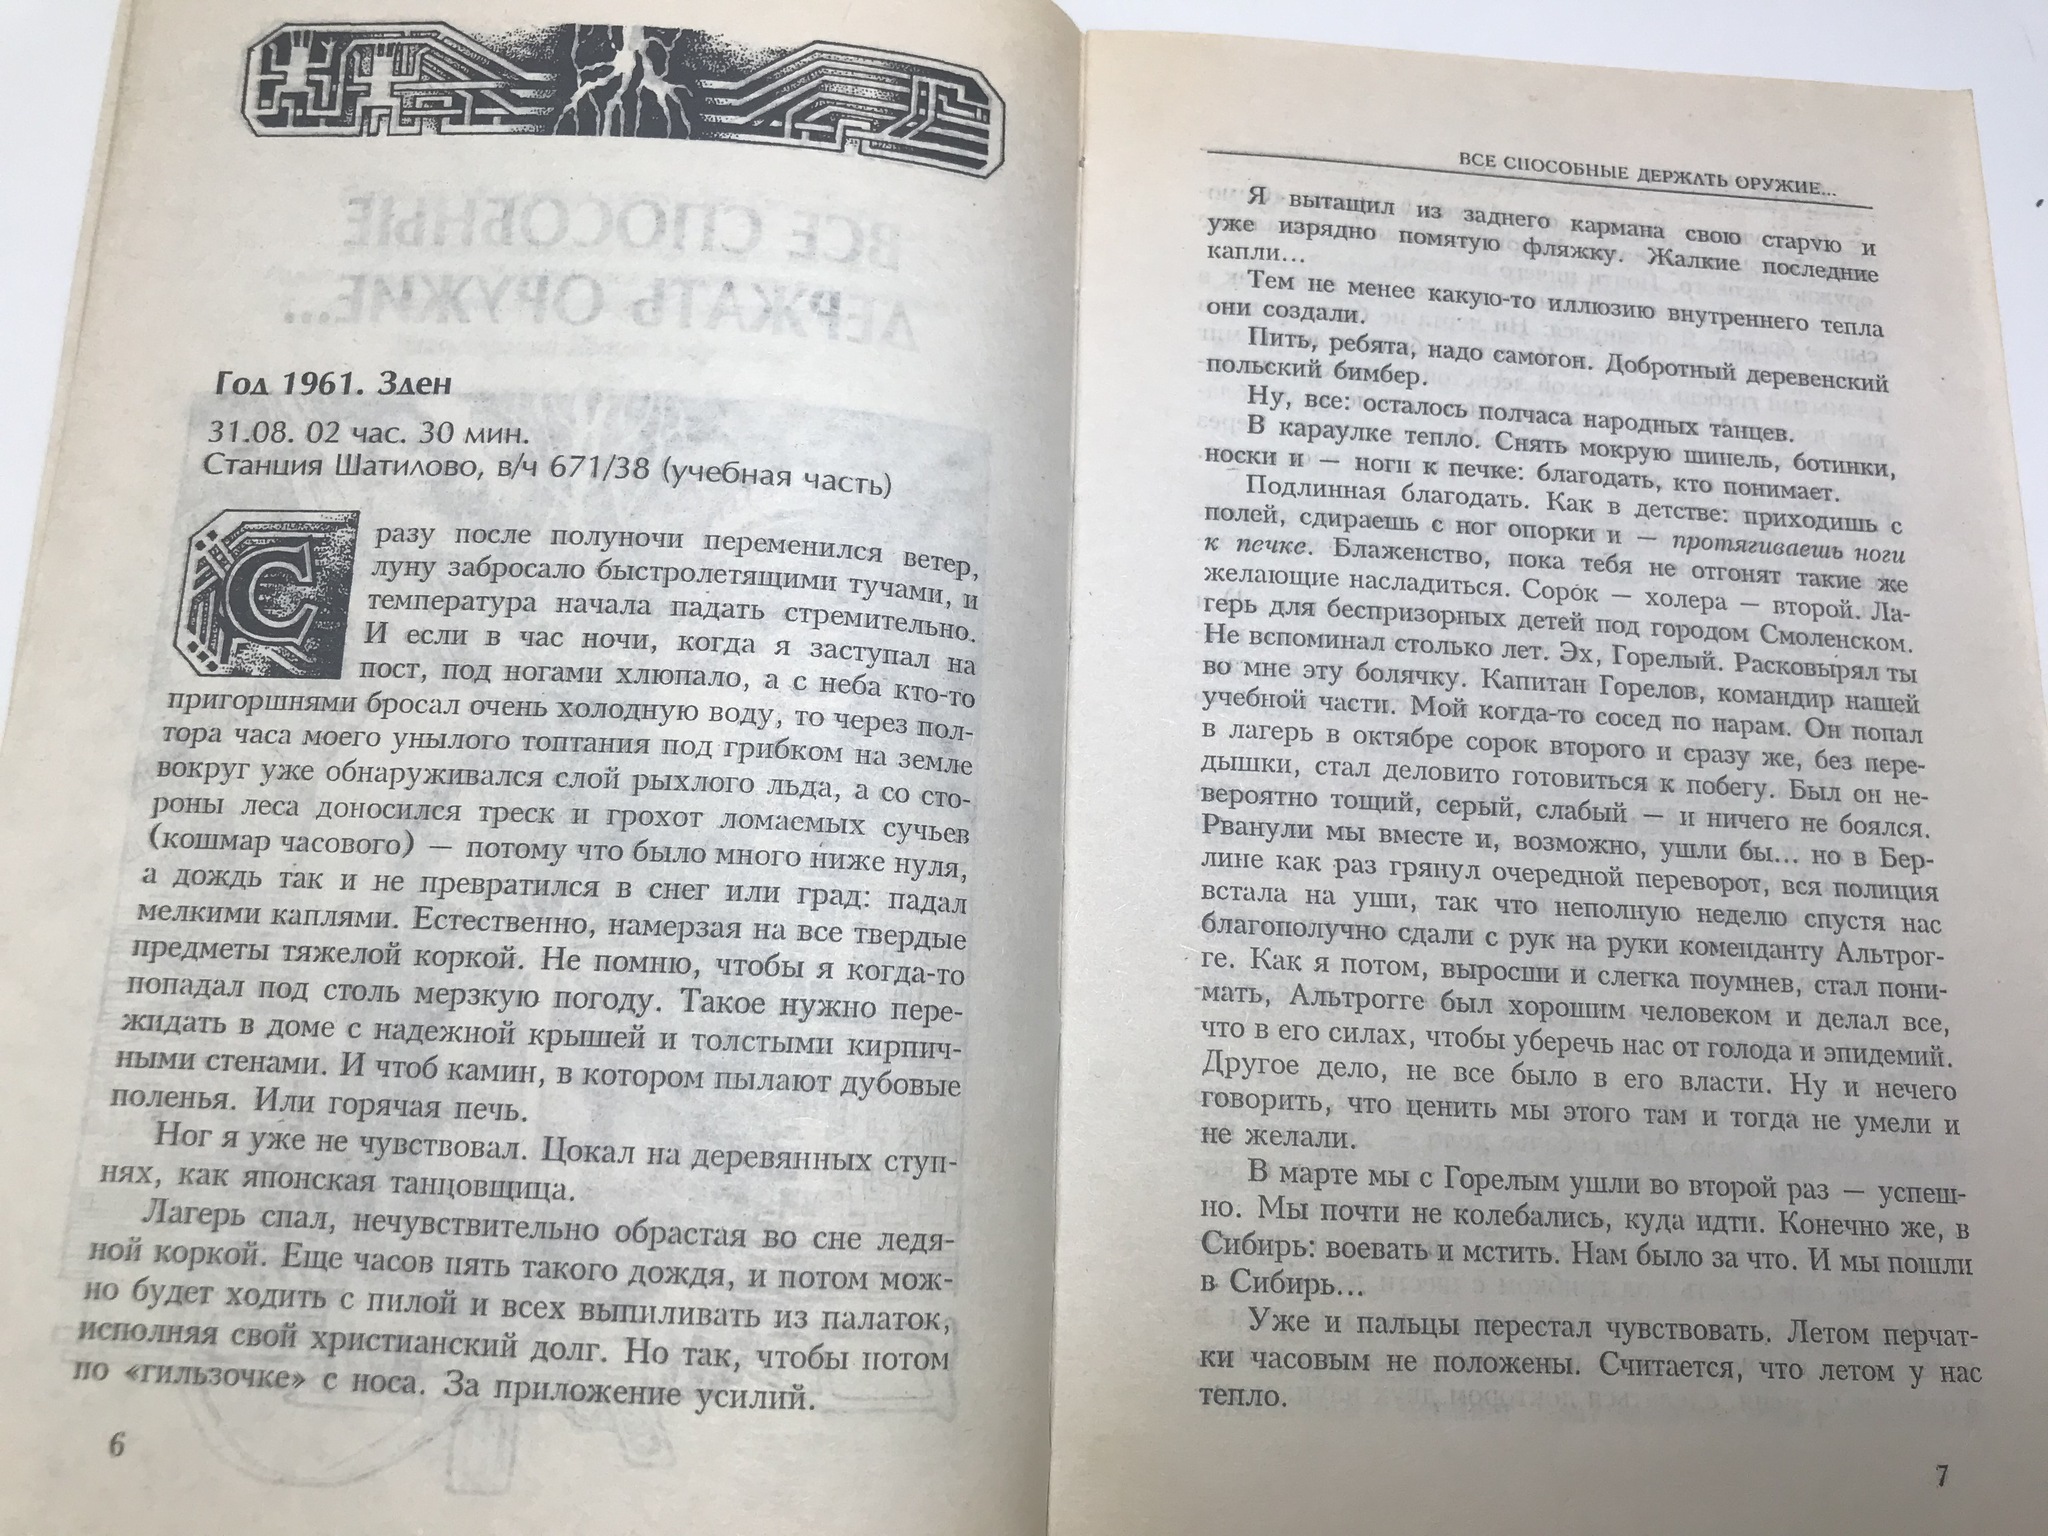 Год 1961. Зден
31.08. 02 час. 30 мин.
Станция Шатилово, в/ч 671/38 (учебная часть)
Сразу после полуночи переменился ветер,
луну забросало быстролетящими тучами, и
температура начала падать стремительно.
И если в час ночи, когда я заступал на
пост, под ногами хлюпало, а с неба кто-то
пригоршнями бросал очень холодную воду, то через пол-
тора часа моего унылого топтания под грибком на земле
вокруг уже обнаруживался слой рыхлого льда, а со сто-
роны леса доносился треск и грохот ломаемых сучьев
(кошмар часового) — потому что было много ниже нуля,
а дождь так и не превратился в снег или град: падал
мелкими каплями. Естественно, намерзая на все твердые
предметы тяжелой коркой. Не помню, чтобы я когда-то
попадал под столь мерзкую погоду. Такое нужно пере-
жидать в доме с надежной крышей и толстыми кирпич-
ными стенами. И чтоб камин, в котором пылают дубовые
поленья. Или горячая печь.
Ног я уже не чувствовал. Цокал на деревянных ступ-
нях, как японская танцовщица.
Лагерь спал, нечувствительно обрастая во сне ледя-
ной коркой. Еще часов пять такого дождя, и потом мож-
но будет ходить с пилой и всех выпиливать из палаток,
исполняя свой христианский долг. Но так, чтобы потом
по «гильзочке» с носа. За приложение усилий.
6
ВСЕ СПОСОБНЫЕ ДЕРЖАТЬ ОРУЖИЕ...
Я вытащил из заднего кармана свою старую и
уже изрядно помятую фляжку. Жалкие последние
капли...
Тем не менее какую-то иллюзию внутреннего тепла
они создали.
Пить, ребята, надо самогон. Добротный деревенский
польский бимбер.
Ну, все: осталось полчаса народных танцев.
В караулке тепло. Снять мокрую шинель, ботинки,
носки и — ноги к печке: благодать, кто понимает.
Подлинная благодать. Как в детстве: приходишь с
полей, сдираешь с ног опорки и — протягиваешь ноги
к печке. Блаженство, пока тебя не отгонят такие же
желающие насладиться. Сорок — холера — второй. Ла-
герь для беспризорных детей под городом Смоленском.
Не вспоминал столько лет. Эх, Горелый. Расковырял ты
во мне эту болячку. Капитан Горелов, командир нашей
учебной части. Мой когда-то сосед по нарам. Он попал
в лагерь в октябре сорок второго и сразу же, без пере-
дышки, стал деловито готовиться к побегу. Был он не-
вероятно тощий, серый, слабый — и ничего не боялся.
Рванули мы вместе и, возможно, ушли бы... но в Бер-
лине как раз грянул очередной переворот, вся полиция
встала на уши, так что неполную неделю спустя нас
благополучно сдали с рук на руки коменданту Альтрог-
ге. Как я потом, выросши и слегка поумнев, стал пони-
мать, Альтрогге был хорошим человеком и делал все,
что в его силах, чтобы уберечь нас от голода и эпидемий.
Другое дело, не все было в его власти. Ну и нечего
говорить, что ценить мы этого там и тогда не умели и
не желали.
В марте мы с Горелым ушли во второй раз — успеш-
но. Мы почти не колебались, куда идти. Конечно же, в
Сибирь: воевать и мстить. Нам было за что. И мы пошли
в Сибирь...
Уже и пальцы перестал чувствовать. Летом перчат-
ки часовым не положены. Считается, что летом у нас
тепло.
7